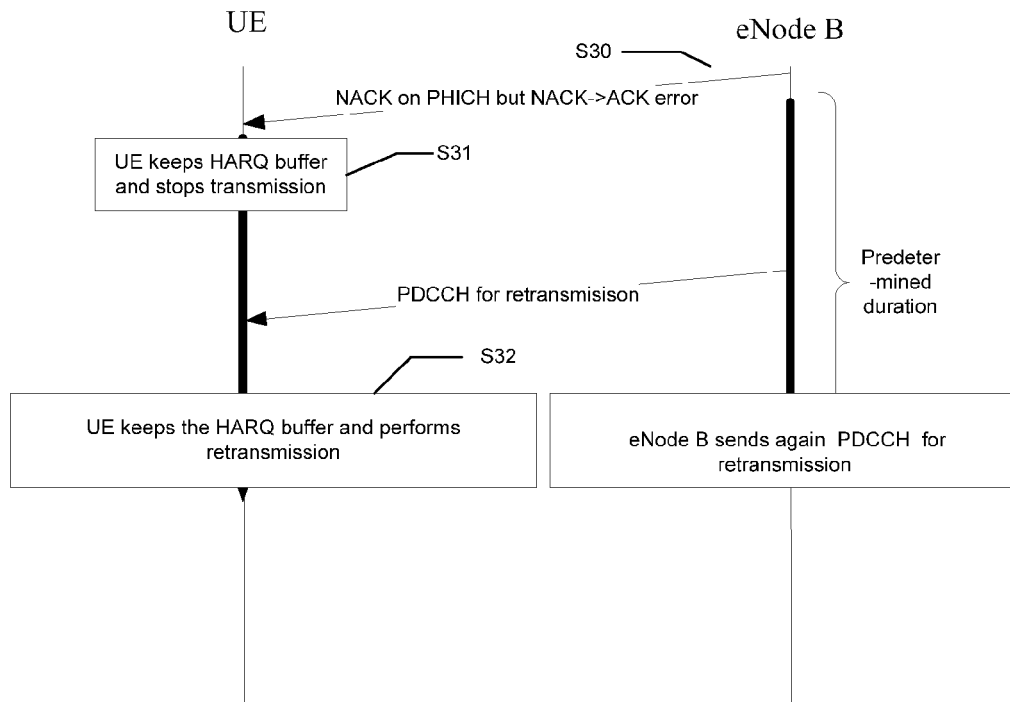 UE
eNode B
S30
NACK on PHICH but NACK->ACK error
UE keeps HARQ buffer
and stops transmission
S31
Predeter
-mined
duration
PDCCH for retransmisison
S32
UE keeps the HARQ buffer and performs
retransmission
eNode B sends again PDCCH for
retransmission